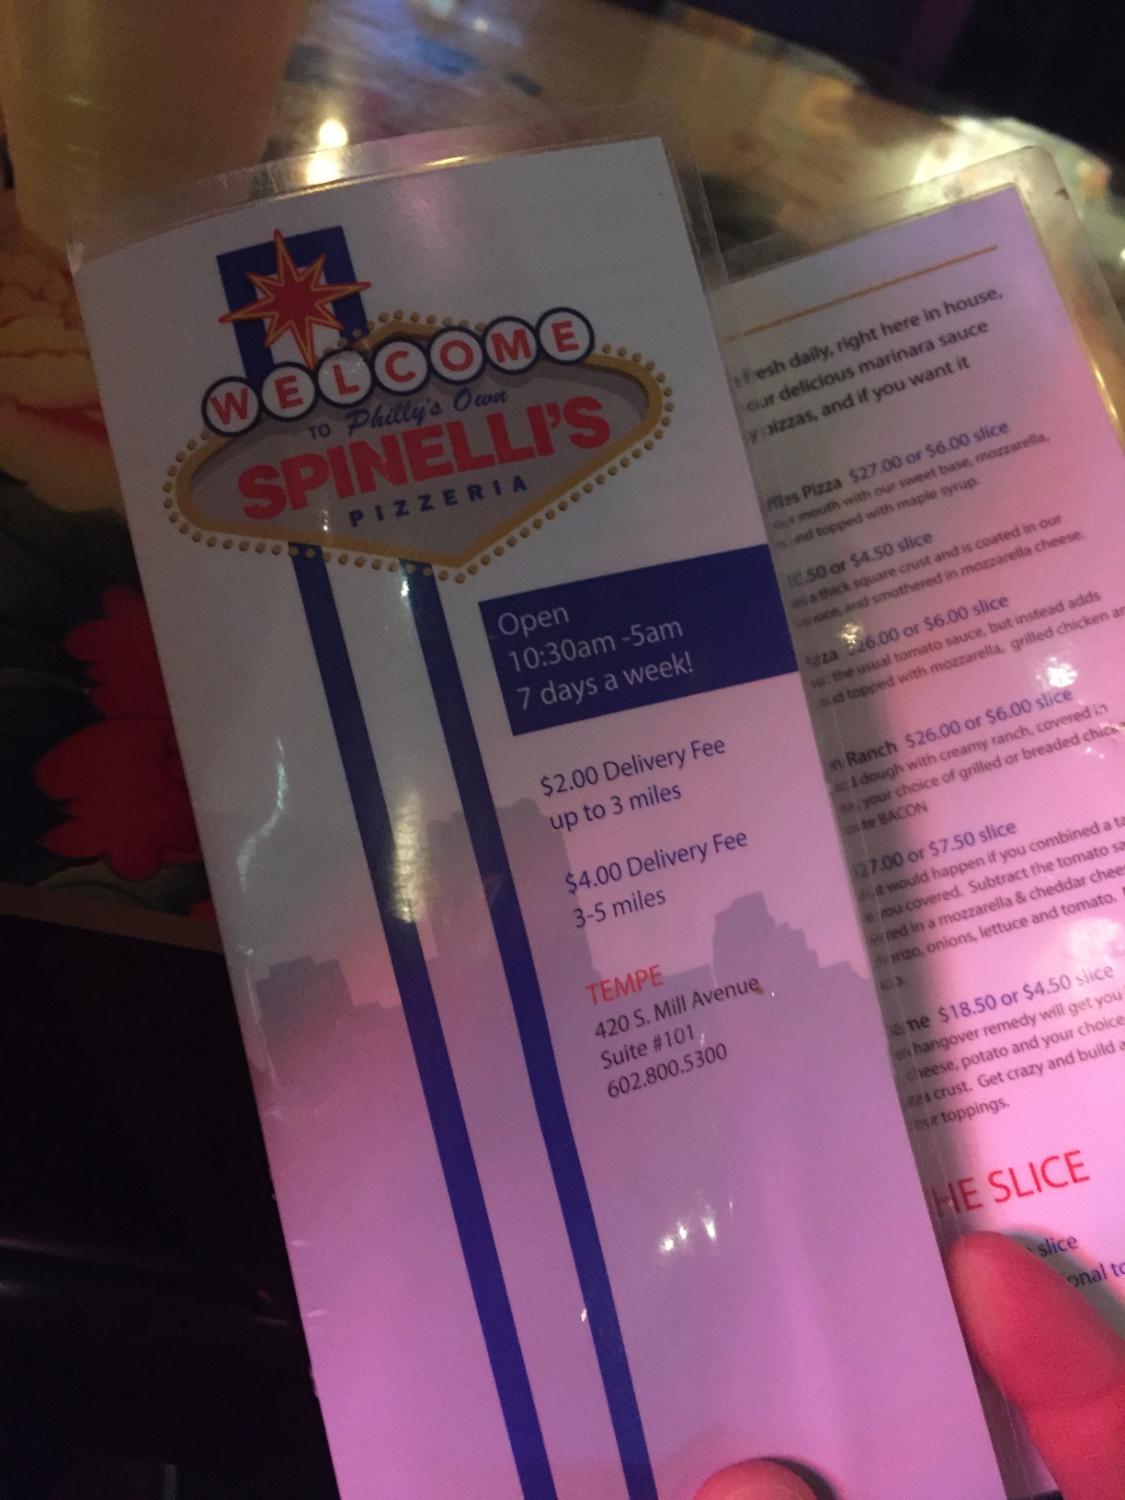 WELCOME
TO Philly's Own
SPINELLI'S
PIZZERIA
Open
10:30am -5am
7 days a week!
$2.00 Delivery Fee
up to 3 miles
$4.00 Delivery Fee
3-5 miles
TEMPE
420 S. Mill Avenue
Suite #101
602.800.5300
daily, right here in house,
our delicious marinara sauce
pizzas, and if you want it
Pizza $27.00 or $6.00 slice
mouth with our sweet base, mozzarella,
and topped with maple syrup.
.50 or $4.50 slice
a thick square crust and is coated in our
and smothered in mozzarella cheese.
$26.00 or $6.00 slice
the usual tomato sauce, but instead adds
topped with mozzarella, grilled chicken
Ranch $26.00 or $6.00 slice
dough with creamy ranch, covered in
your choice of grilled or breaded
BACON
27.00 or $7.50 slice
it would happen if you combined a
you covered. Subtract the tomato
in a mozzarella & cheddar
onions, lettuce and tomato.
$18.50 or $4.50 slice
hangover remedy will get you
cheese, potato and your choice
crust. Get crazy and build
our toppings.
HE SLICE
slice